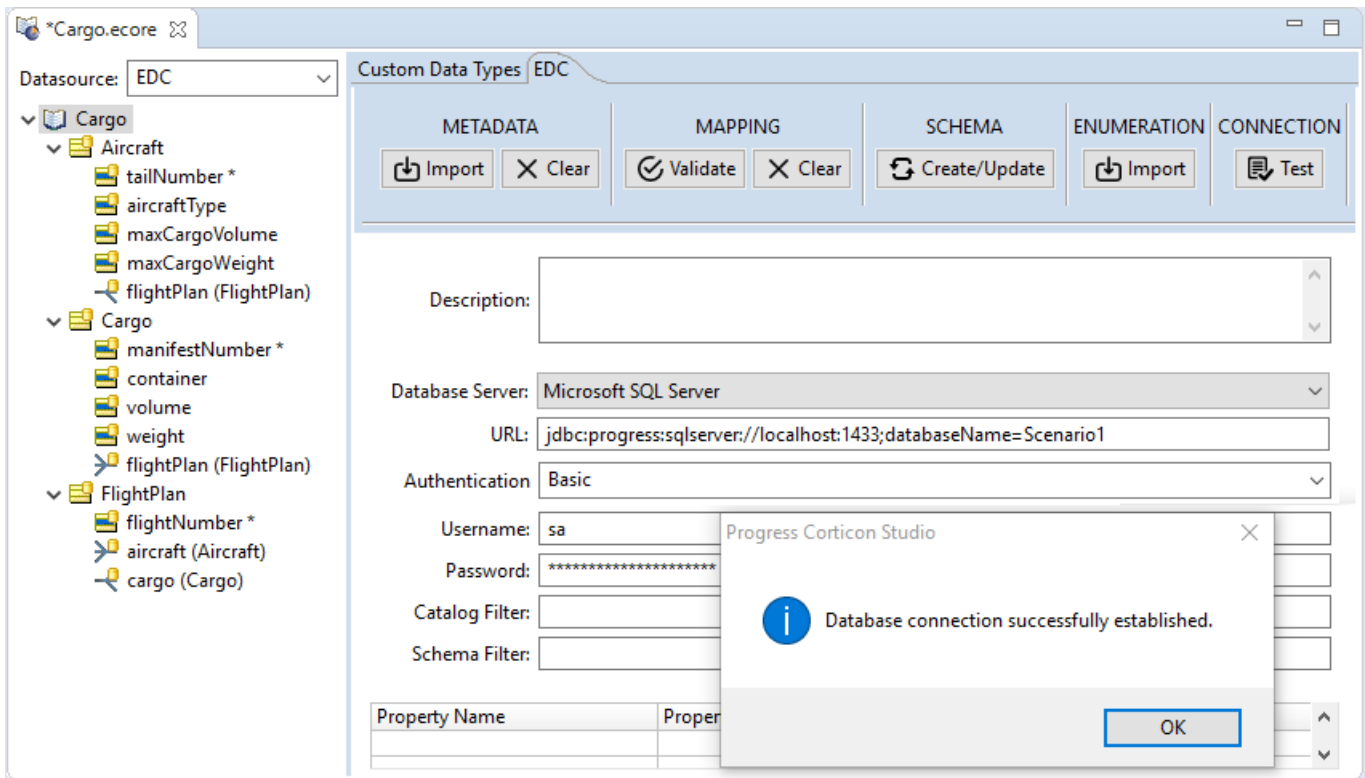 *Cargo.ecore
Datasource: EDC
Cargo
Aircraft
tailNumber *
aircraftType
maxCargoVolume
maxCargoWeight
flightPlan (FlightPlan)
Cargo
manifestNumber *
container
volume
weight
flightPlan (FlightPlan)
FlightPlan
flightNumber *
aircraft (Aircraft)
cargo (Cargo)
Custom Data Types EDC
METADATA MAPPING SCHEMA ENUMERATION CONNECTION
Import Clear Validate Clear Create/Update Import Test
Description:
Database Server: Microsoft SQL Server
URL: jdbc:progress:sqlserver://localhost:1433;databaseName=Scenario1
Authentication Basic
Username: sa
Password: *********************
Catalog Filter:
Schema Filter:
Property Name Proper
Progress Corticon Studio
Database connection successfully established.
OK